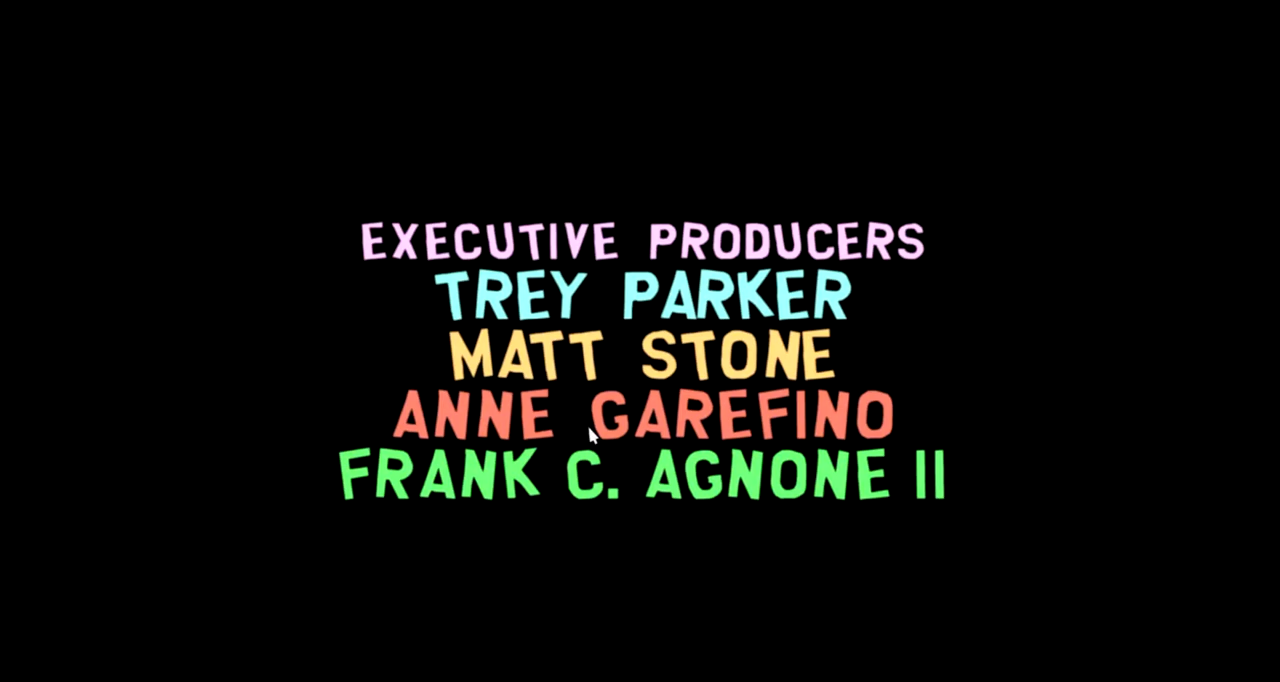 EXECUTIVE PRODUCERS
TREY PARKER
MATT STONE
ANNE GAREFINO
FRANK C. AGNONE II